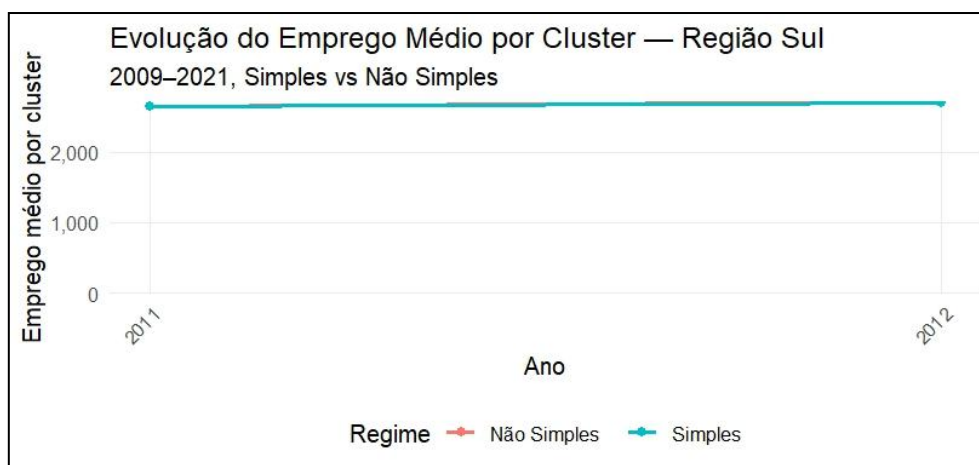 Evolução do Emprego Médio por Cluster — Região Sul
2009–2021, Simples vs Não Simples
Emprego médio por cluster
2,000
1,000
0
2011
2012
Ano
Regime
Não Simples
Simples